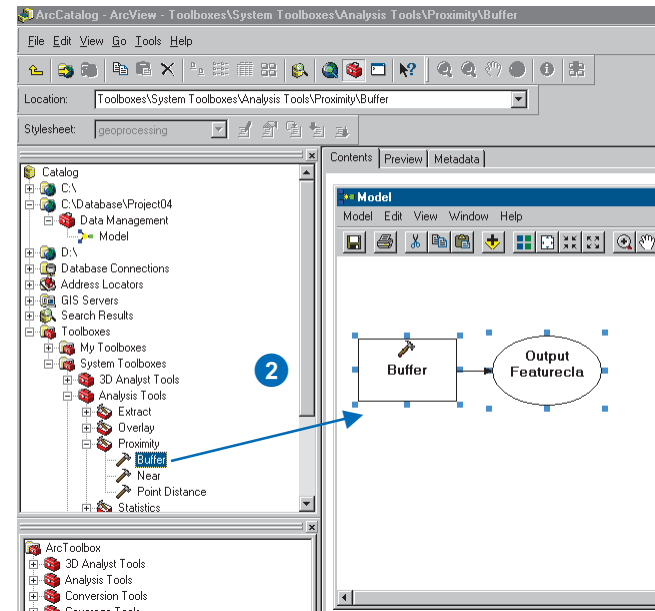 ArcCatalog - ArcView - Toolboxes\System Toolboxes\Analysis Tools\Proximity\Buffer
File Edit View Go Tools Help
Location: Toolboxes\System Toolboxes\Analysis Tools\Proximity\Buffer
Stylesheet: geoprocessing
Catalog
C:\
C:\Database\Project04
Data Management
Model
D:\
Database Connections
Address Locators
GIS Servers
Search Results
Toolboxes
My Toolboxes
System Toolboxes
3D Analyst Tools
Analysis Tools
Extract
Overlay
Proximity
Buffer
Near
Point Distance
Statistics
ArcToolbox
3D Analyst Tools
Analysis Tools
Conversion Tools
Coverage Tools
2
Contents Preview Metadata
Model
Model Edit View Window Help
Buffer
Output
Featurecla